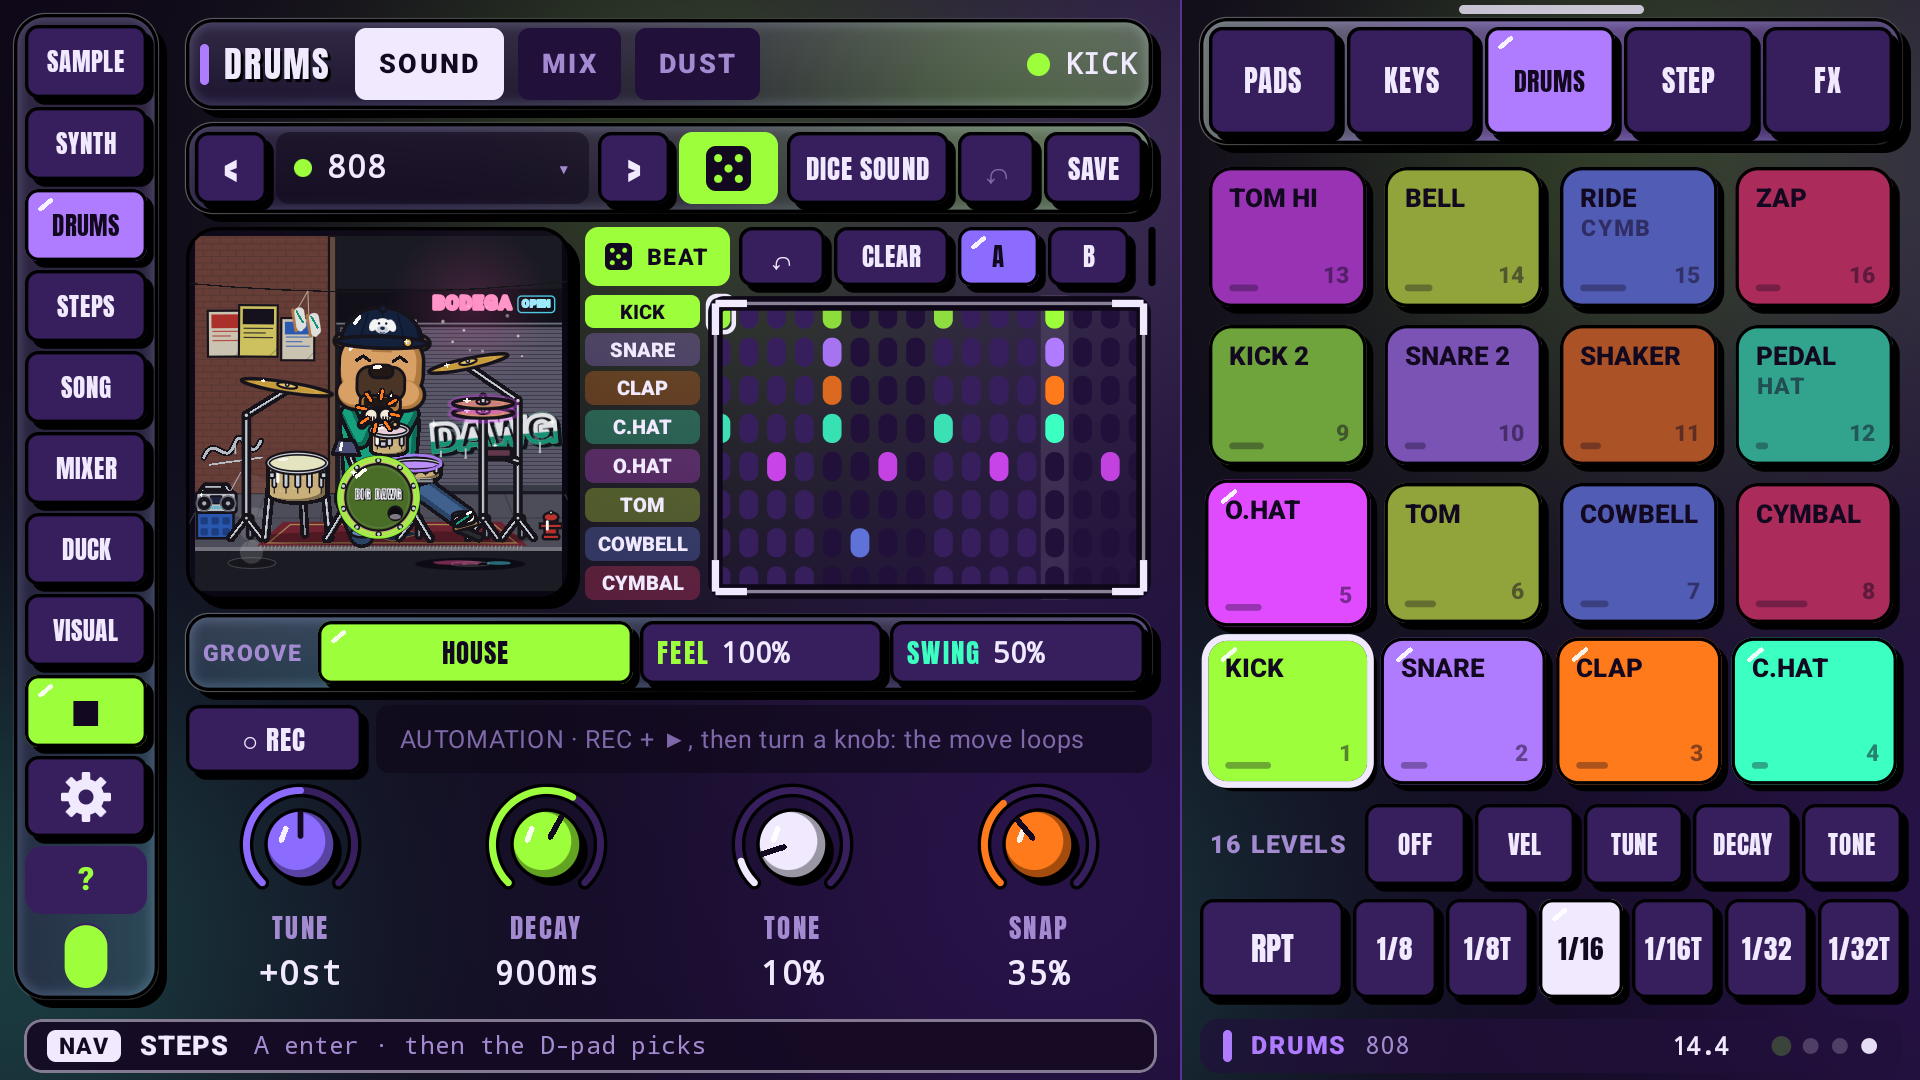 SAMPLE
SYNTH
DRUMS
STEPS
SONG
MIXER
DUCK
VISUAL
?
DRUMS SOUND MIX DUST KICK
< 808 > DICE SOUND SAVE
BEAT CLEAR A B
KICK
SNARE
CLAP
C.HAT
O.HAT
TOM
COWBELL
CYMBAL
BODEGA OPEN
DAWG
BIG DAWG
GROOVE HOUSE FEEL 100% SWING 50%
REC AUTOMATION · REC + ►, then turn a knob: the move loops
TUNE DECAY TONE SNAP
+0st 900ms 10% 35%
NAV STEPS A enter · then the D-pad picks
PADS KEYS DRUMS STEP FX
TOM HI BELL RIDE ZAP
CYMB
13 14 15 16
KICK 2 SNARE 2 SHAKER PEDAL
HAT
9 10 11 12
O.HAT TOM COWBELL CYMBAL
5 6 7 8
KICK SNARE CLAP C.HAT
1 2 3 4
16 LEVELS OFF VEL TUNE DECAY TONE
RPT 1/8 1/8T 1/16 1/16T 1/32 1/32T
DRUMS 808 14.4